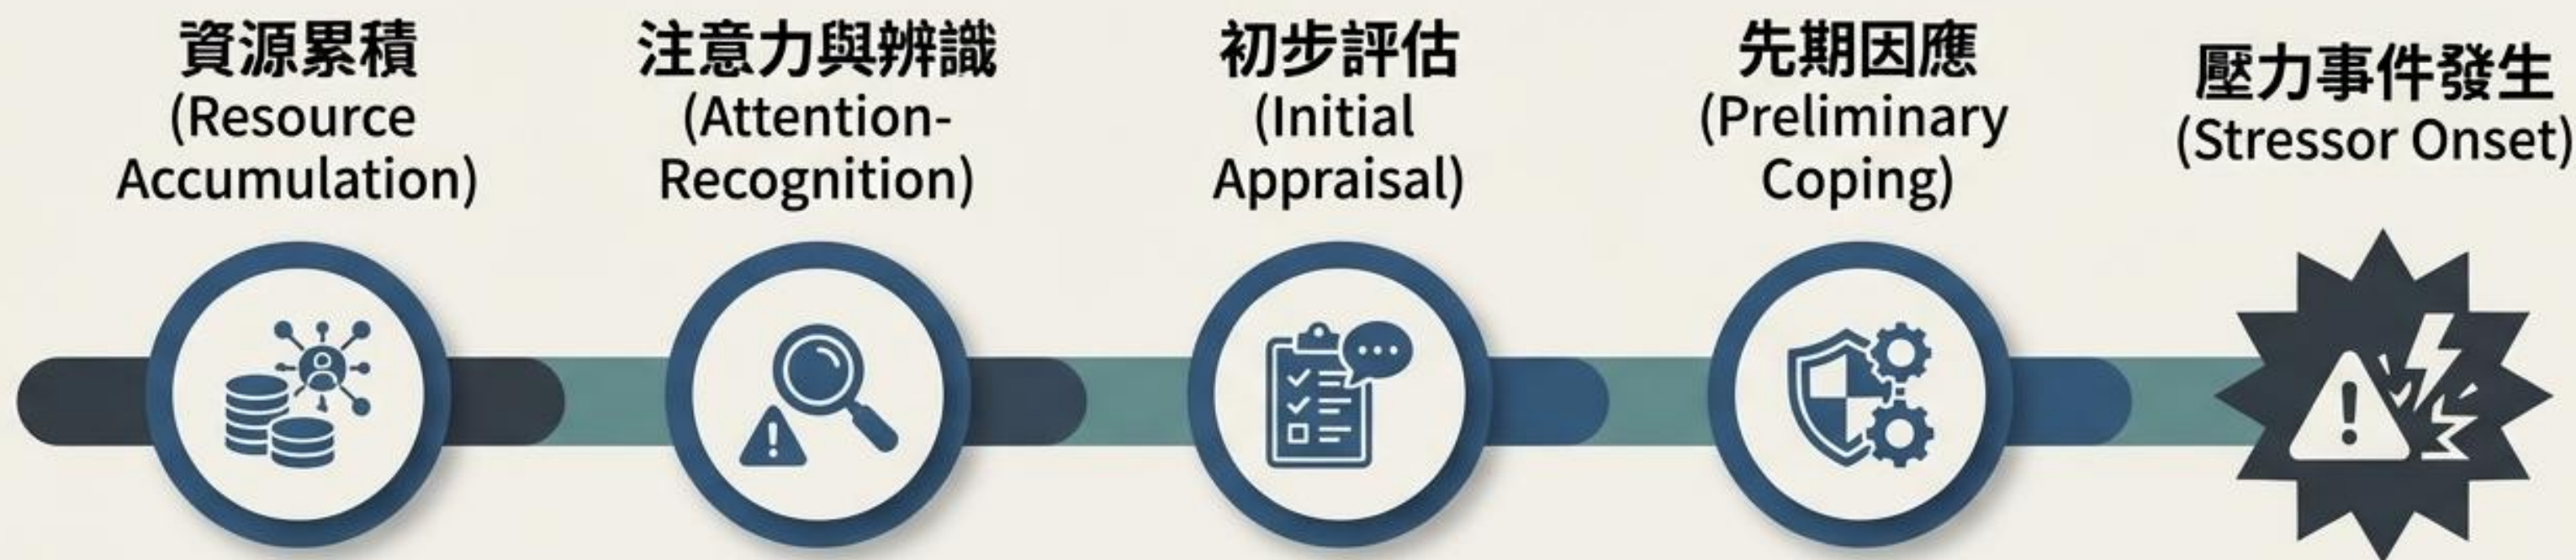 資源累積
(Resource
Accumulation)
注意力與辨識
(Attention-
Recognition)
初步評估
(Initial
Appraisal)
先期因應
(Preliminary
Coping)
壓力事件發生
(Stressor Onset)